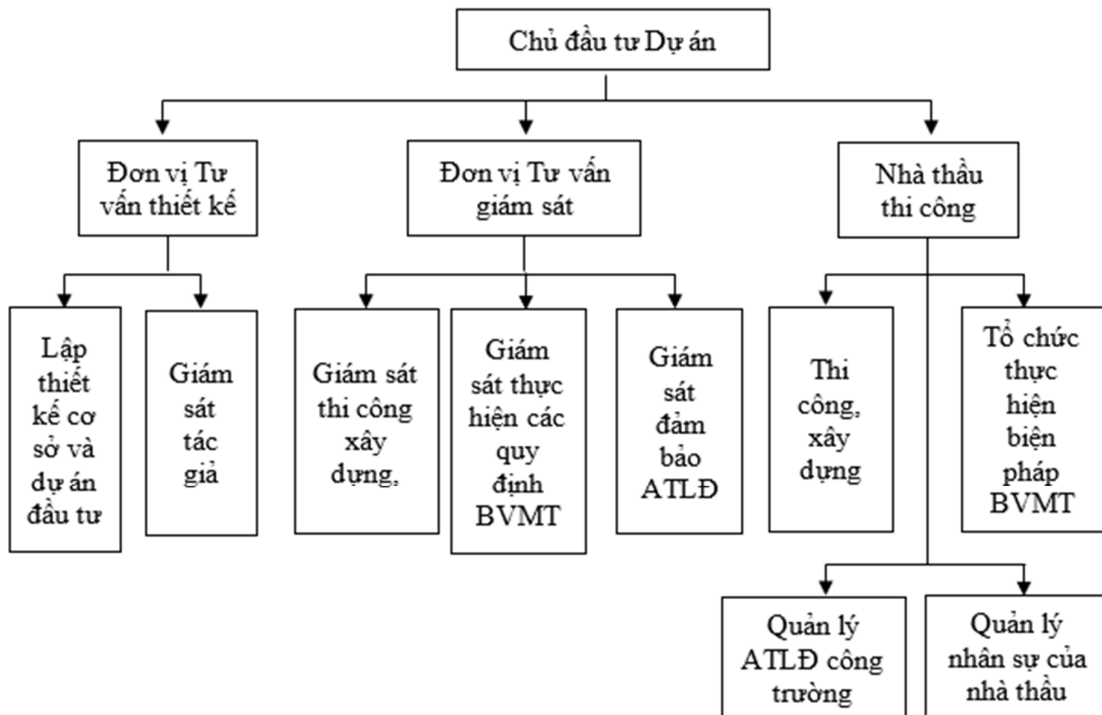 Chủ đầu tư Dự án
Đơn vị Tư
vấn thiết kế
Đơn vị Tư vấn
giám sát
Nhà thầu
thi công
Lập
thiết
kế cơ
sở và
dự án
đầu tư
Giám
sát
tác
giả
Giám sát
thi công
xây
dựng,
Giám
sát thực
hiện các
quy
định
BVMT
Giám
sát
đảm
bảo
ATLĐ
Thi
công,
xây
dựng
Tổ chức
thực
hiện
biện
pháp
BVMT
Quản lý
ATLĐ công
trường
Quản lý
nhân sự của
nhà thầu